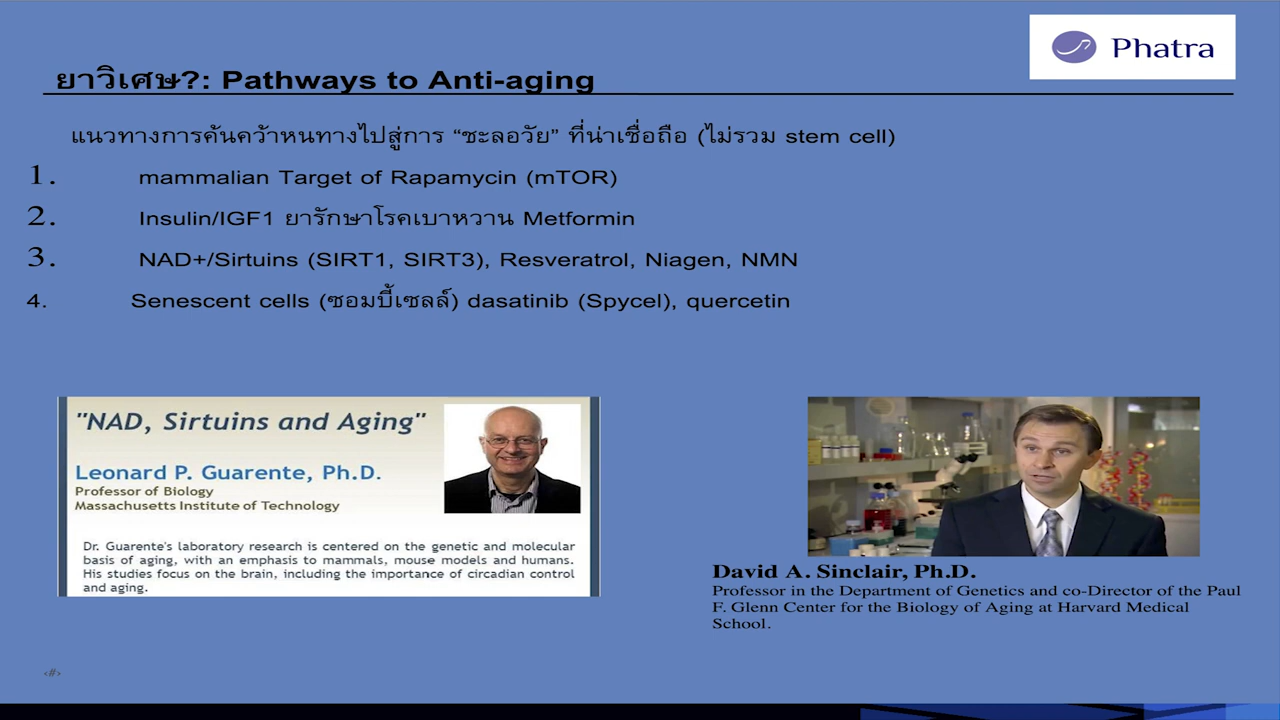 Phatra
ยาวิเศษ?: Pathways to Anti-aging
แนวทางการค้นคว้าหนทางไปสู่การ “ชะลอวัย” ที่น่าเชื่อถือ (ไม่รวม stem cell)
1. mammalian Target of Rapamycin (mTOR)
2. Insulin/IGF1 ยารักษาโรคเบาหวาน Metformin
3. NAD+/Sirtuins (SIRT1, SIRT3), Resveratrol, Niagen, NMN
4. Senescent cells (ซอมบี้เซลล์) dasatinib (Spycel), quercetin
"NAD, Sirtuins and Aging"
Leonard P. Guarente, Ph.D.
Professor of Biology
Massachusetts Institute of Technology
Dr. Guarente's laboratory research is centered on the genetic and molecular
basis of aging, with an emphasis to mammals, mouse models and humans.
His studies focus on the brain, including the importance of circadian control
and aging.
David A. Sinclair, Ph.D.
Professor in the Department of Genetics and co-Director of the Paul
F. Glenn Center for the Biology of Aging at Harvard Medical
School.
‹#›